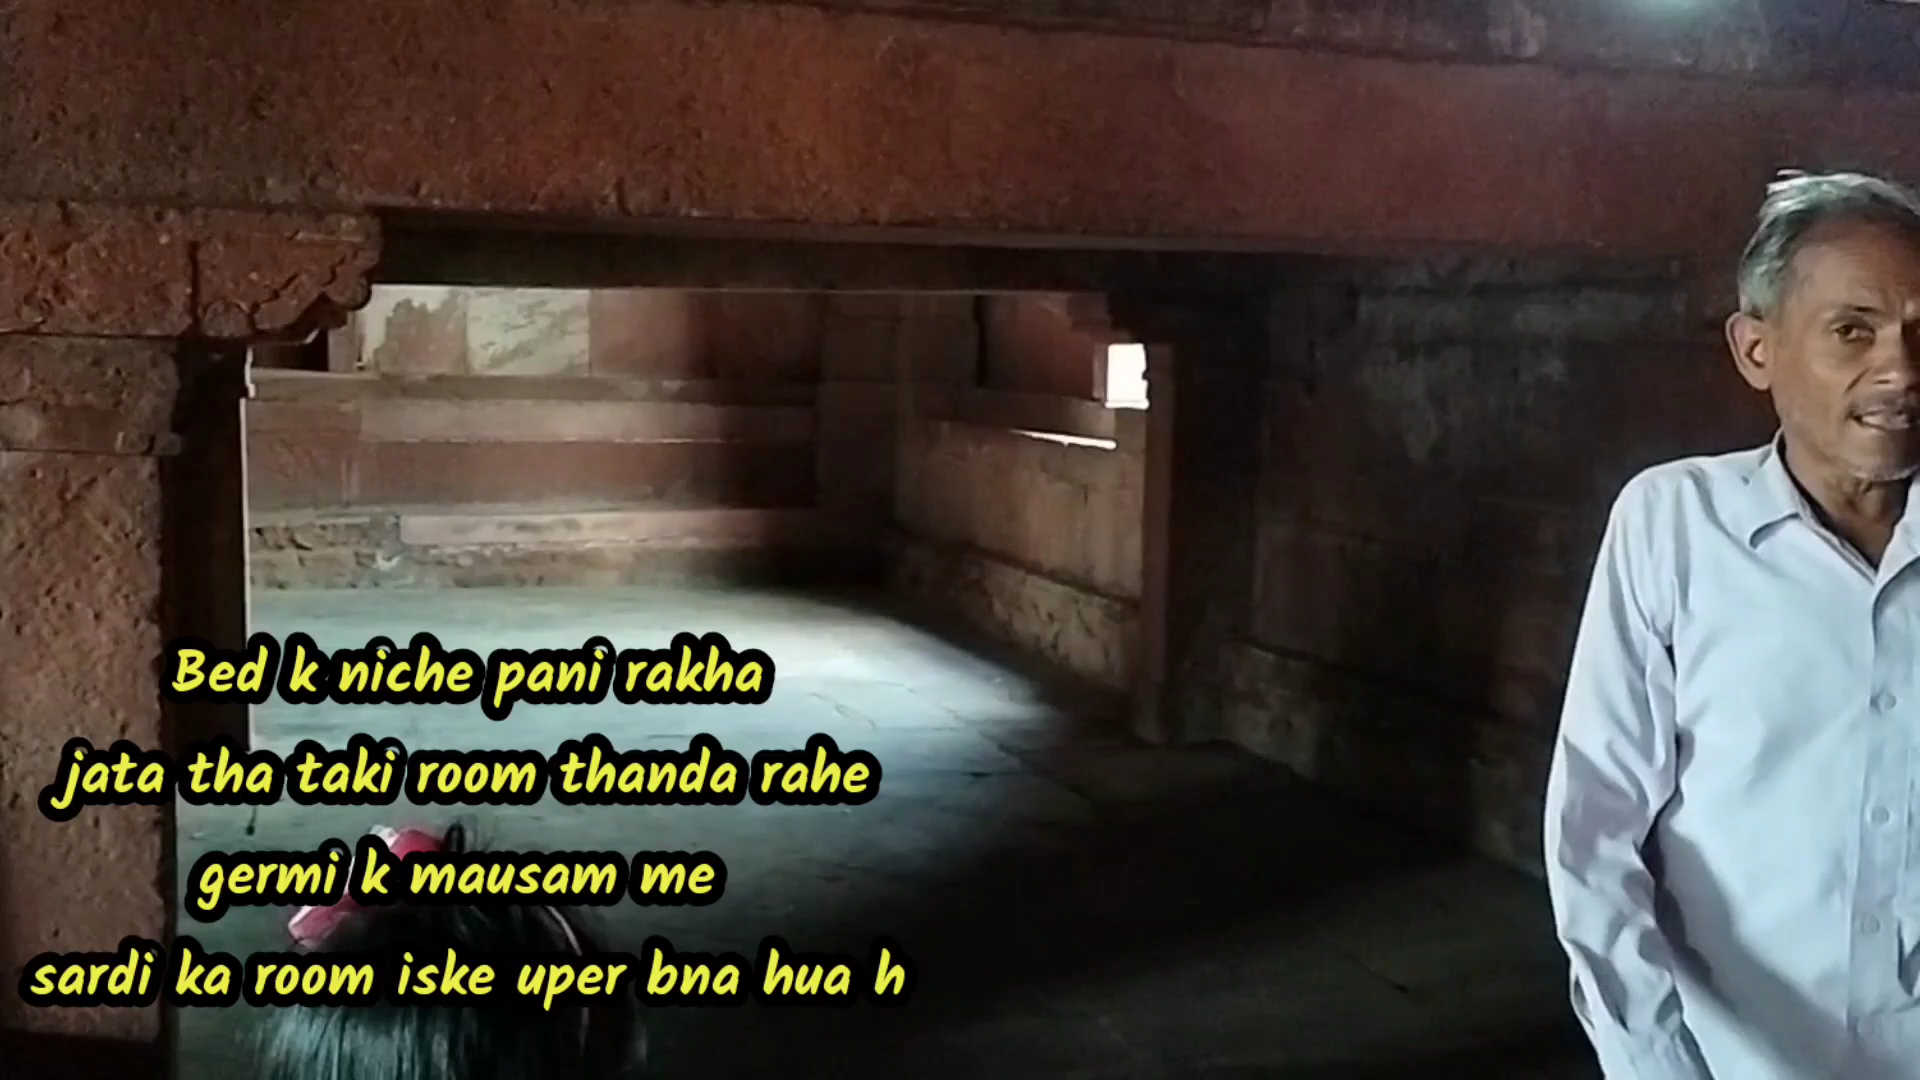 Bed k niche pani rakha
jata tha taki room thanda rahe
germi k mausam me
sardi ka room iske uper bna hua h